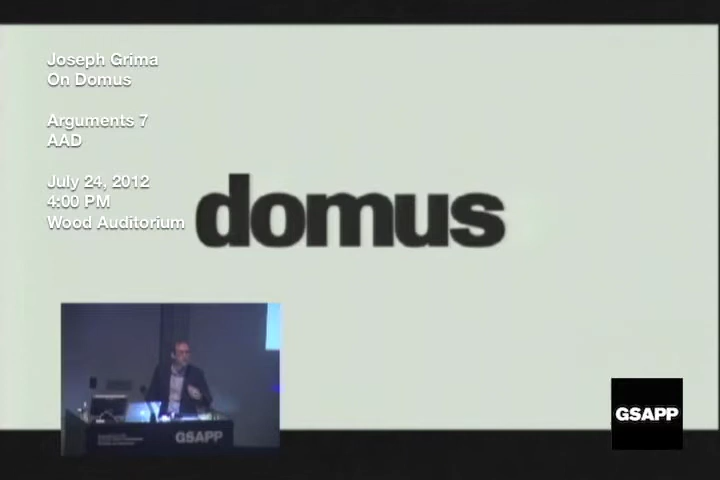 Joseph Grima
On Domus
Arguments 7
AAD
July 24, 2012
4:00 PM
Wood Auditorium
domus
GSAPP
GSAPP